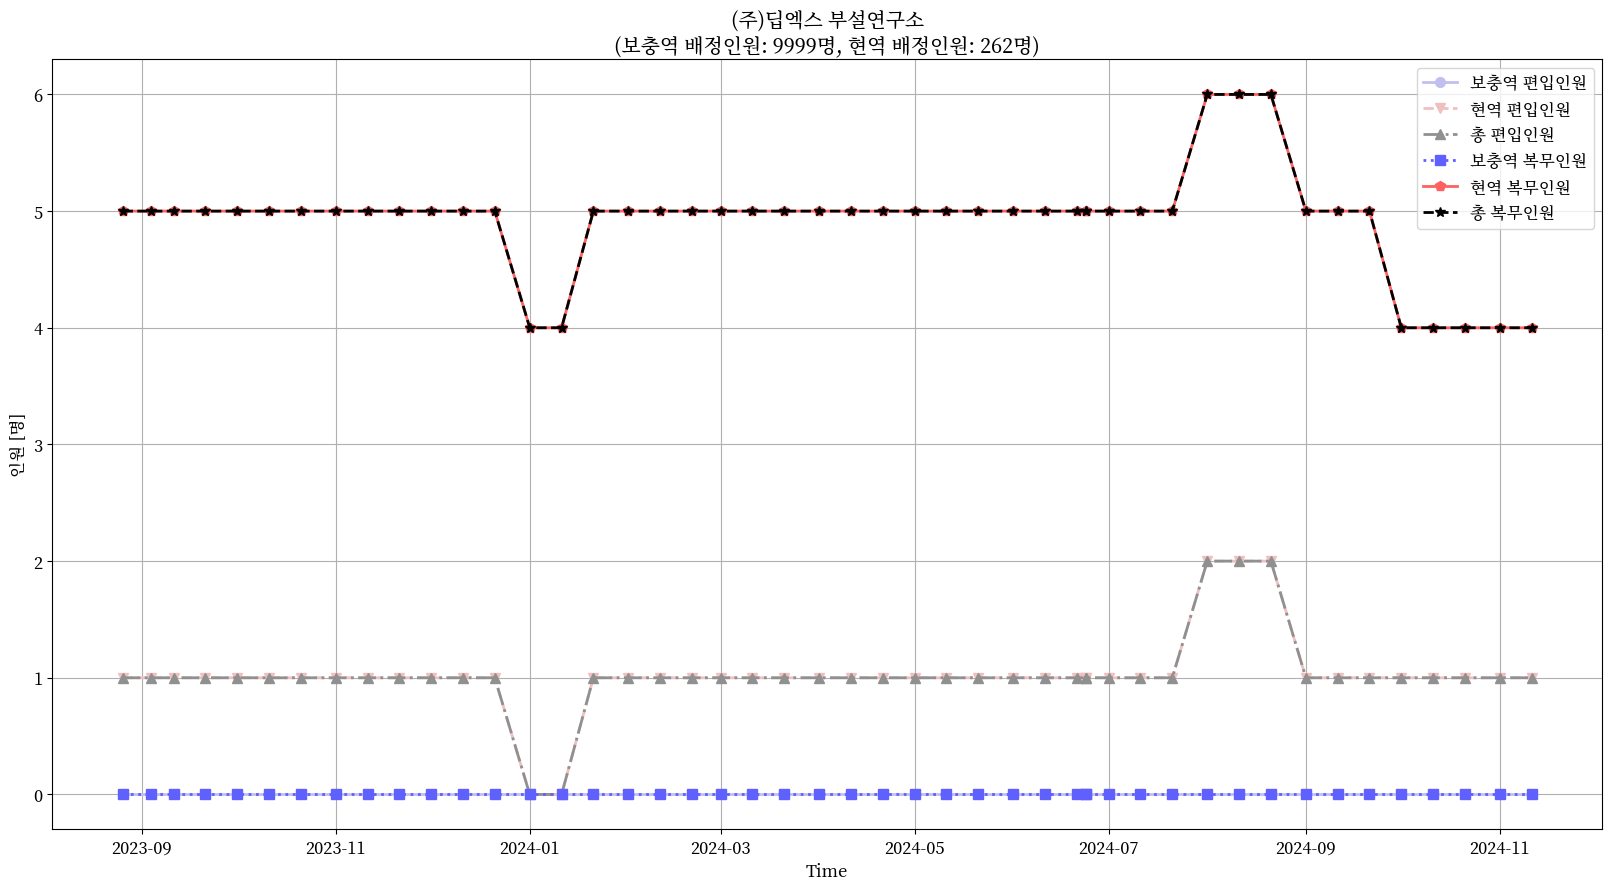 (주)딥엑스 부설연구소
(보충역 배정인원: 9999명, 현역 배정인원: 262명)
보충역 편입인원
현역 편입인원
총 편입인원
보충역 복무인원
현역 복무인원
총 복무인원
인원 [명]
6
5
4
3
2
1
0
2023-09
2023-11
2024-01
2024-03
2024-05
2024-07
2024-09
2024-11
Time